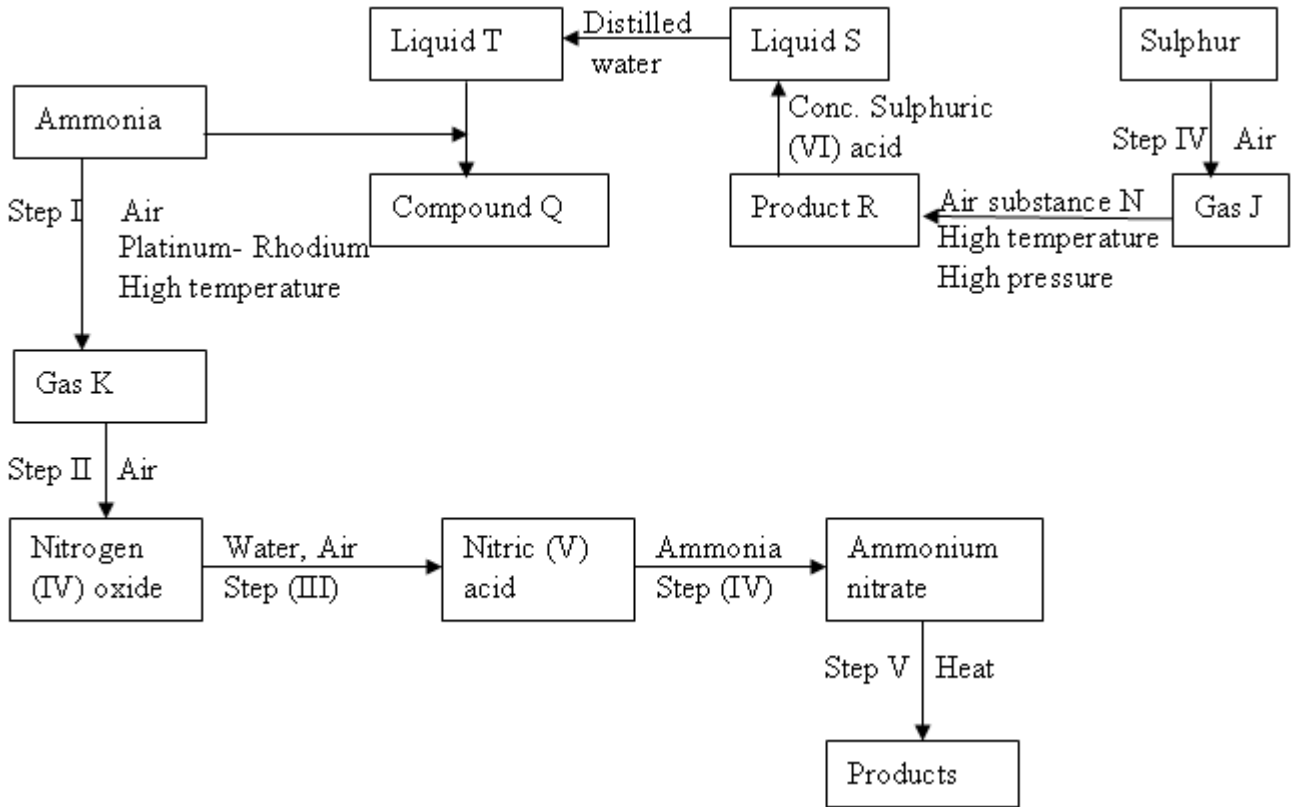 Liquid T
Distilled
water
Liquid S
Sulphur
Ammonia
Conc. Sulphuric
(VI) acid
Step IV
Air
Step I
Air
Platinum- Rhodium
High temperature
Compound Q
Product R
Air substance N
High temperature
High pressure
Gas J
Gas K
Step II
Air
Nitrogen
(IV) oxide
Water, Air
Step (III)
Nitric (V)
acid
Ammonia
Step (IV)
Ammonium
nitrate
Step V
Heat
Products